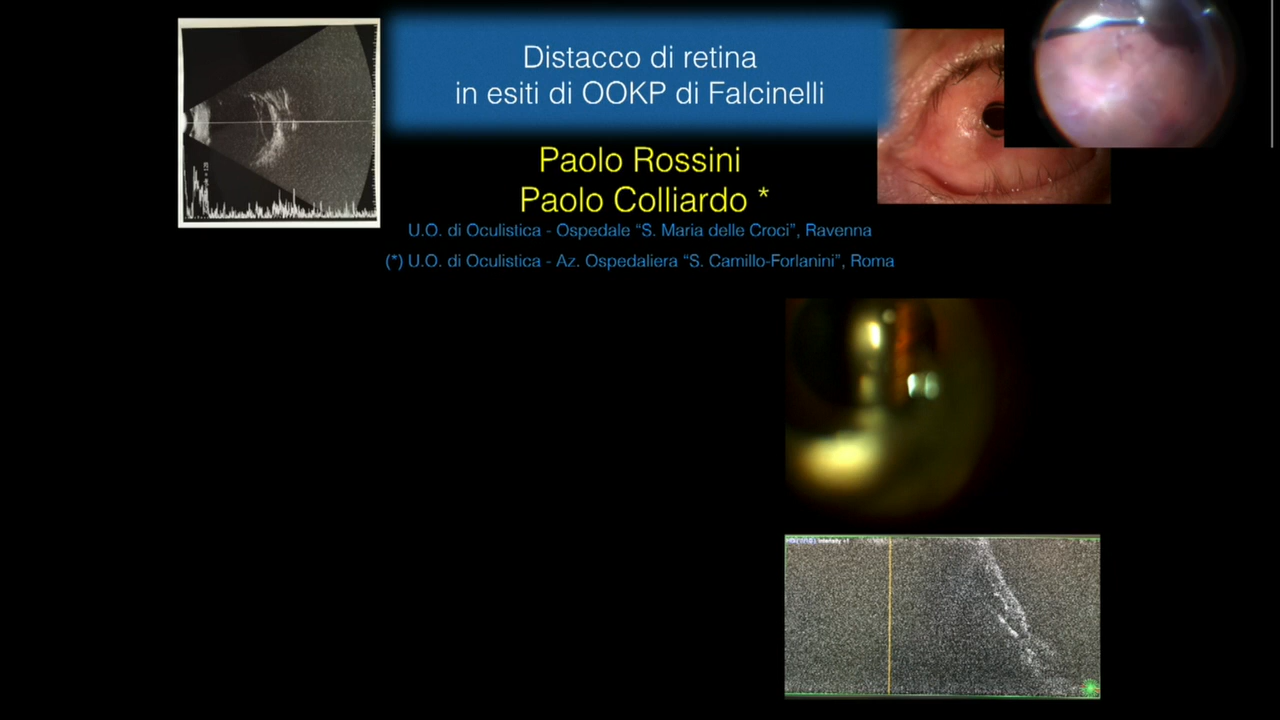 Distacco di retina
in esiti di OOKP di Falcinelli
Paolo Rossini
Paolo Colliardo *
U.O. di Oculistica - Ospedale “S. Maria delle Croci”, Ravenna
(*) U.O. di Oculistica - Az. Ospedaliera “S. Camillo-Forlanini”, Roma